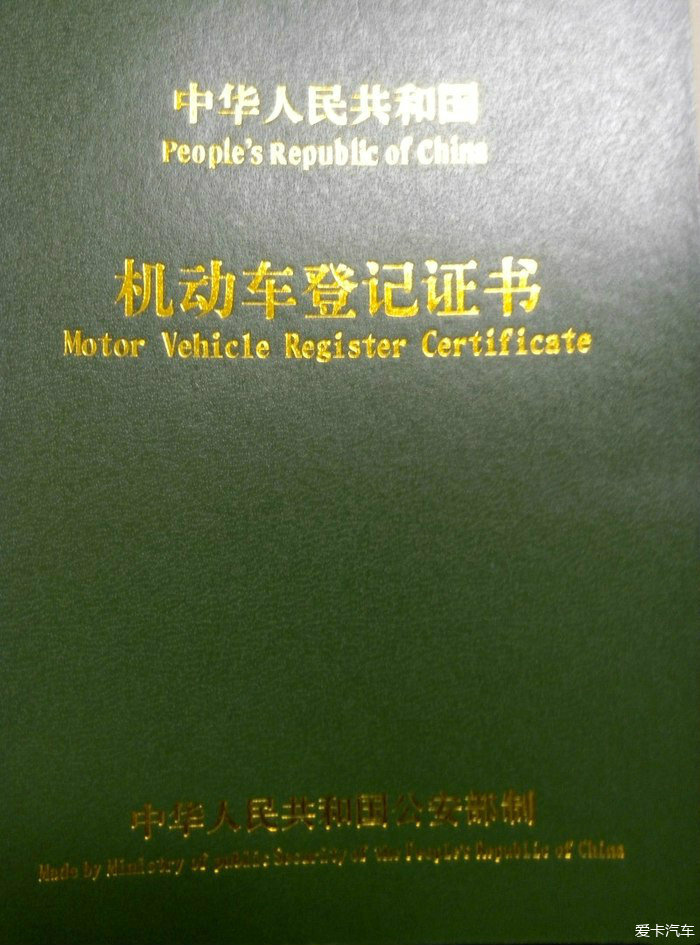 中华人民共和国
People's Republic of China
机动车登记证书
Motor Vehicle Register Certificate
中华人民共和国公安部制
Made by Ministry of public Security of the People's Republic of China
爱卡汽车